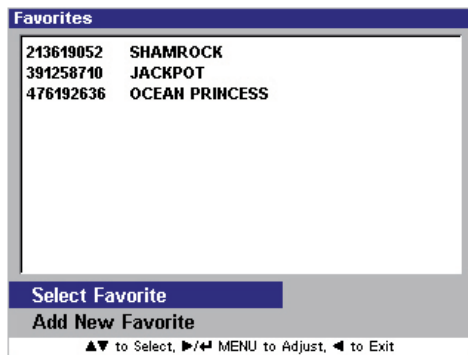 Favorites
213619052 SHAMROCK
391258710 JACKPOT
476192636 OCEAN PRINCESS
Select Favorite
Add New Favorite
▲▼ to Select, ▶/↵ MENU to Adjust, ◀ to Exit